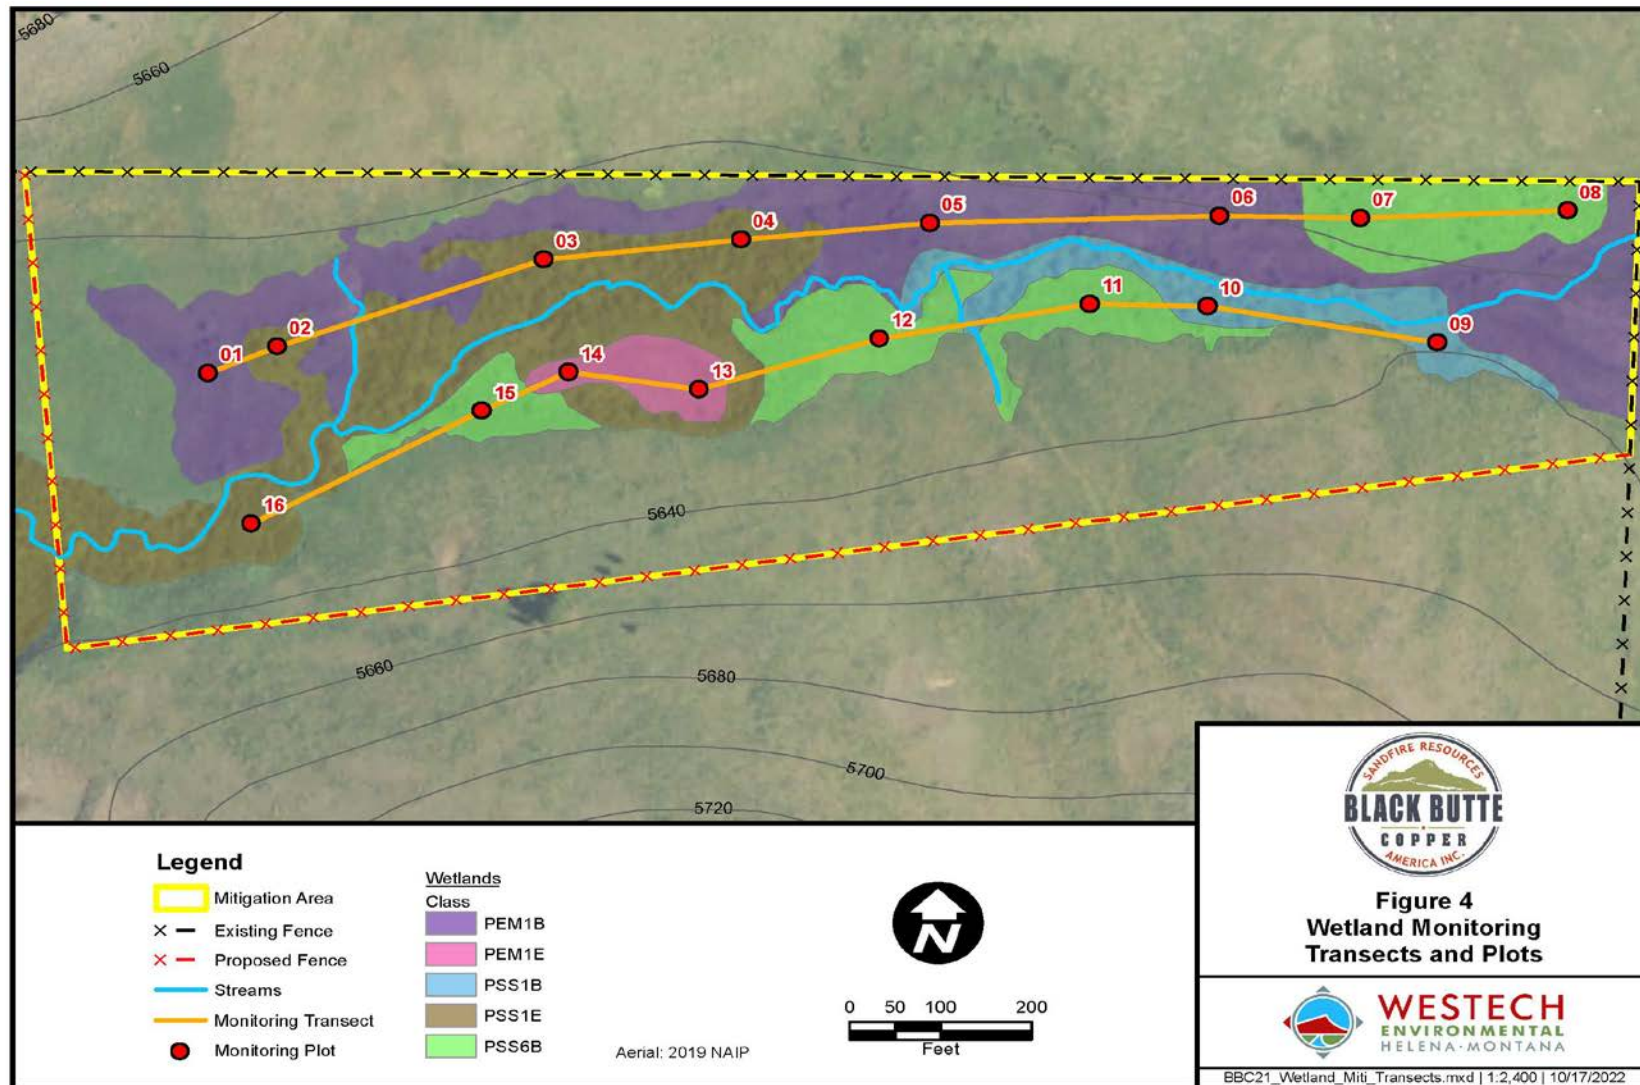 5680
5660
01
02
03
04
05
06
07
08
09
10
11
12
13
14
15
16
5640
5660
5680
5700
5720
Legend
Mitigation Area
Existing Fence
Proposed Fence
Streams
Monitoring Transect
Monitoring Plot
Wetlands
Class
PEM1B
PEM1E
PSS1B
PSS1E
PSS6B
Aerial: 2019 NAIP
N
0 50 100 200
Feet
SANDFIRE RESOURCES
BLACK BUTTE
COPPER
AMERICA INC.
Figure 4
Wetland Monitoring
Transects and Plots
WESTECH
ENVIRONMENTAL
HELENA·MONTANA
BBC21_Wetland_Miti_Transects.mxd | 1:2,400 | 10/17/2022